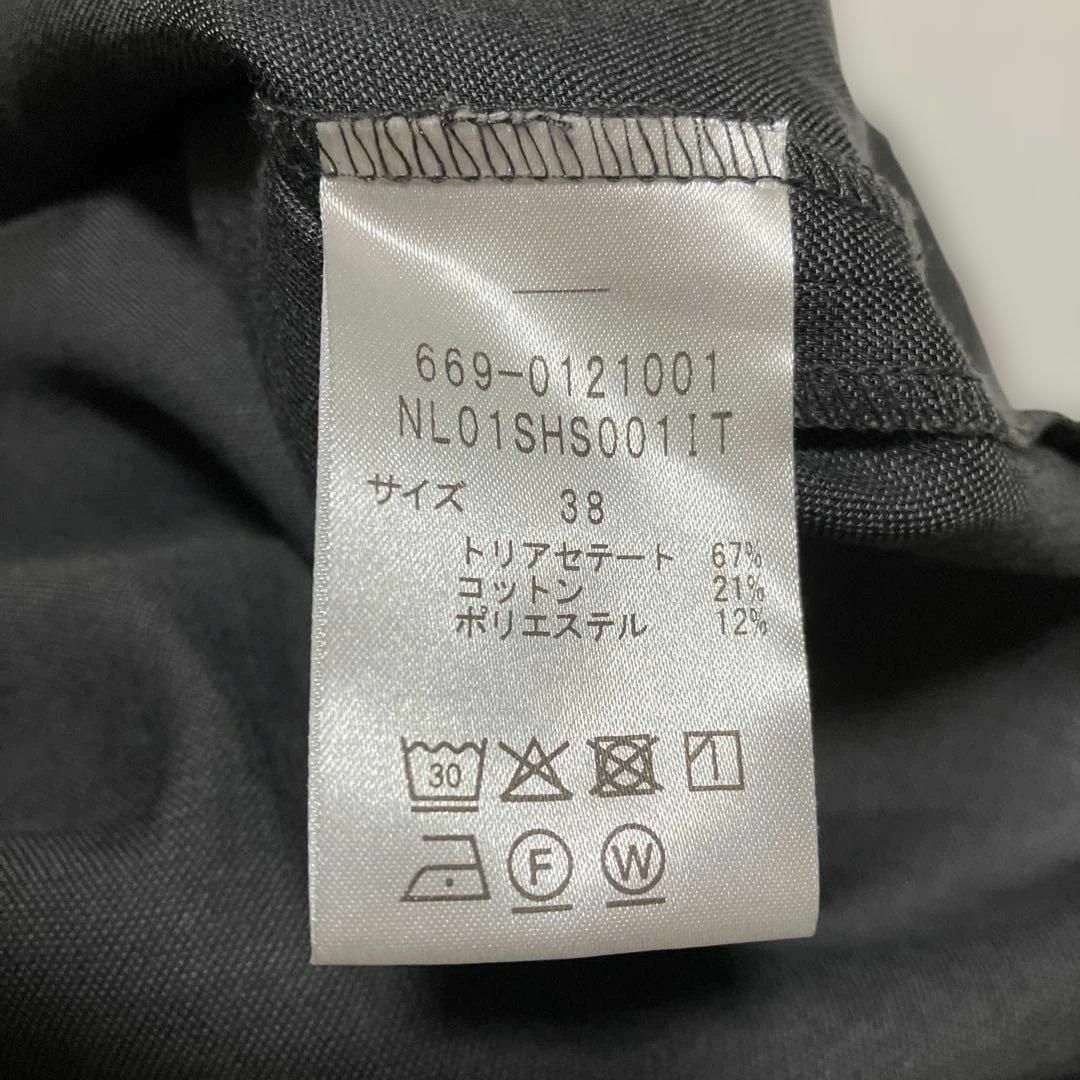 669-0121001
NL01SHS001IT
サイズ 38
トリアセテート 67%
コットン 21%
ポリエステル 12%
30
F W